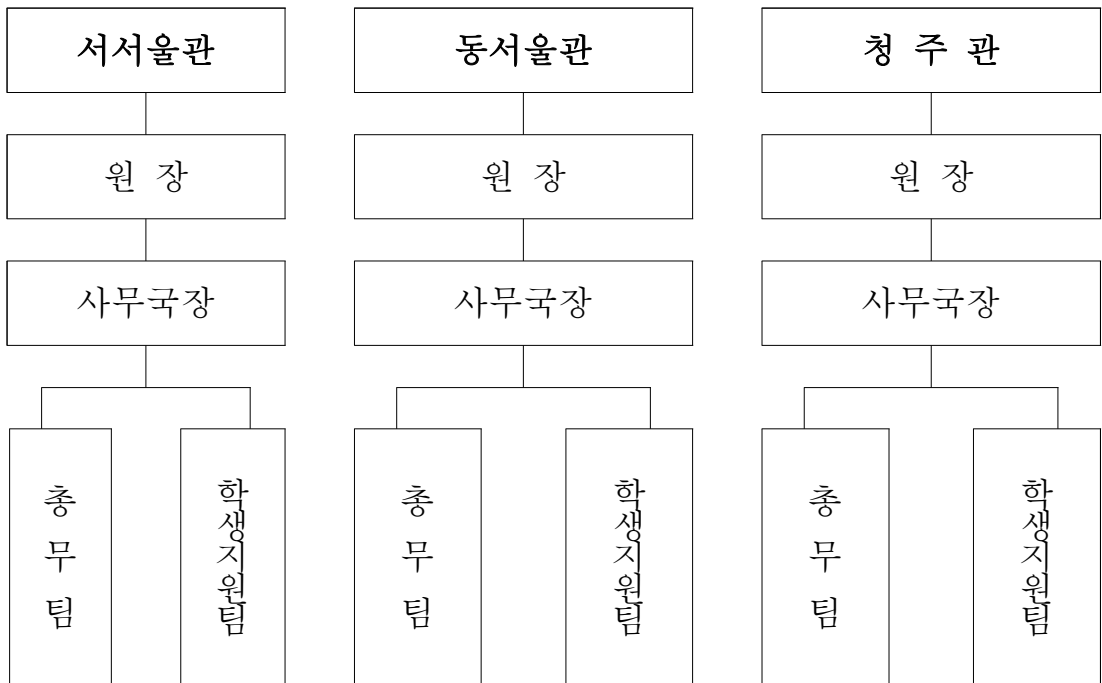 서서울관
동서울관
청 주 관
원 장
원 장
원 장
사무국장
사무국장
사무국장
총무팀
학생지원팀
총무팀
학생지원팀
총무팀
학생지원팀